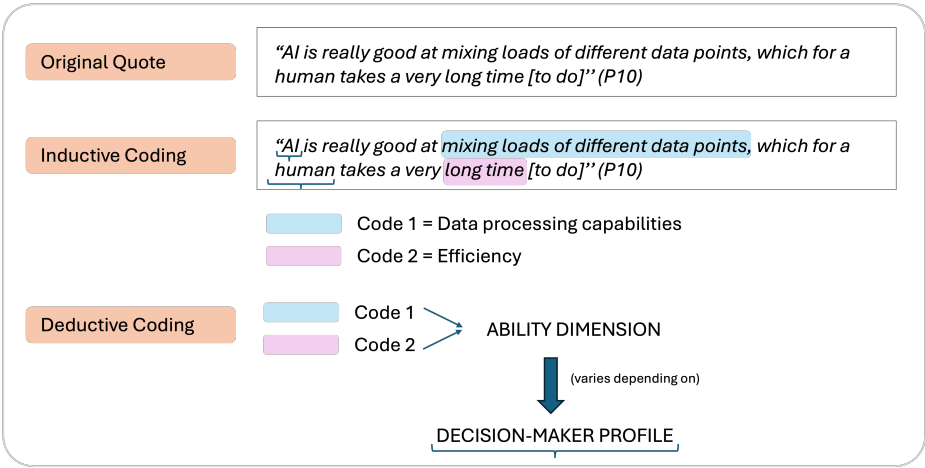 Original Quote
“AI is really good at mixing loads of different data points, which for a
human takes a very long time [to do]’’ (P10)
Inductive Coding
“AI is really good at mixing loads of different data points, which for a
human takes a very long time [to do]’’ (P10)
Code 1 = Data processing capabilities
Code 2 = Efficiency
Deductive Coding
Code 1
Code 2
ABILITY DIMENSION
(varies depending on)
DECISION-MAKER PROFILE